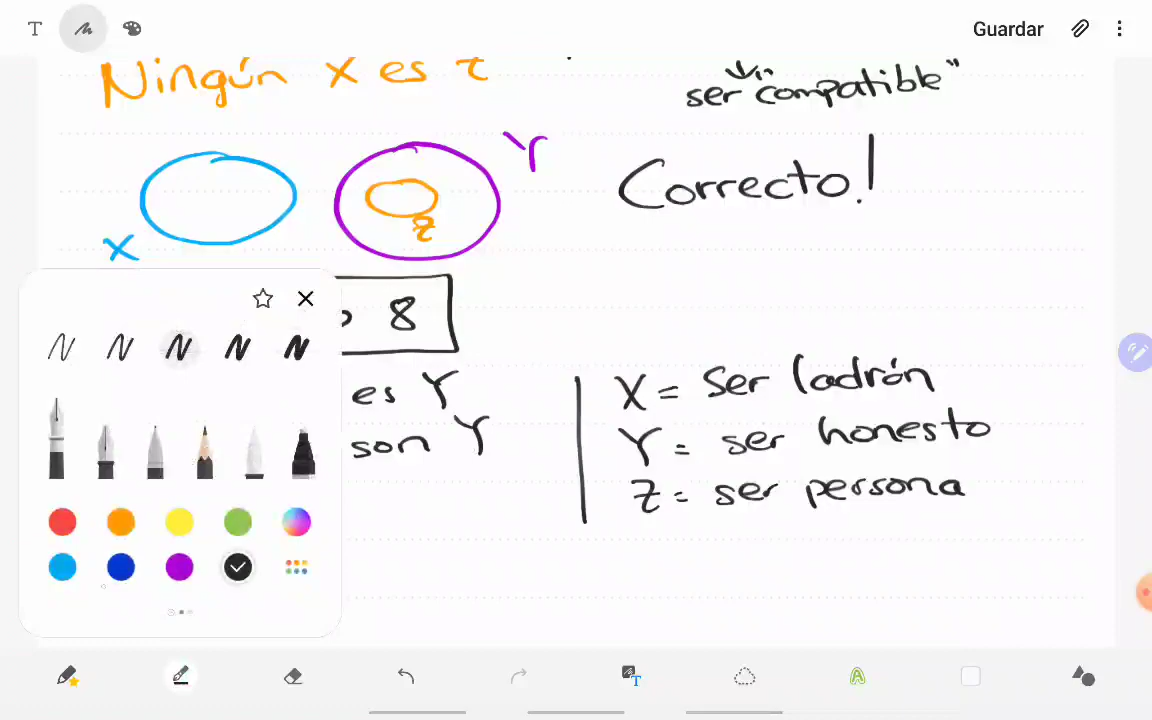 T Guardar
Ningún x es z
ser compatible"
Correcto!
Y
z
X
8
es Y
son Y
X = Ser ladrón
Y = ser honesto
Z = ser persona
T
A